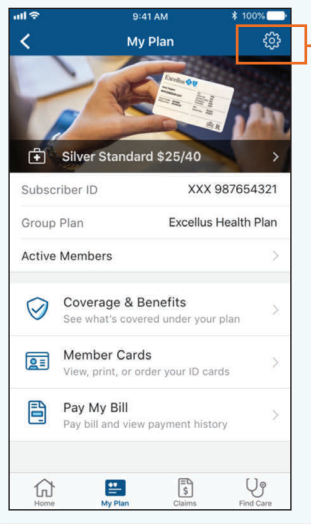 9:41 AM 100%
My Plan
Excellus
Silver Standard $25/40
Subscriber ID XXX 987654321
Group Plan Excellus Health Plan
Active Members
Coverage & Benefits
See what's covered under your plan
Member Cards
View, print, or order your ID cards
Pay My Bill
Pay bill and view payment history
Home My Plan Claims Find Care